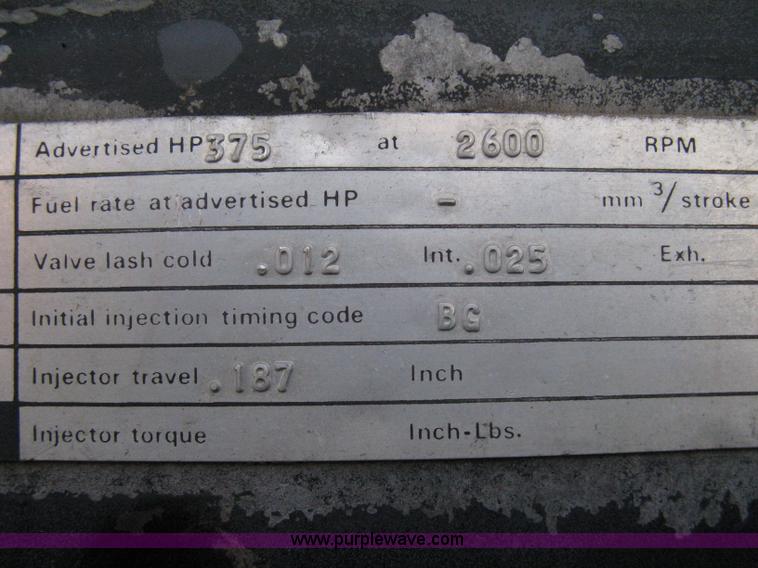 Advertised HP 375 at 2600 RPM
Fuel rate at advertised HP - mm 3/stroke
Valve lash cold .012 Int. .025 Exh.
Initial injection timing code BG
Injector travel .187 Inch
Injector torque Inch-Lbs.
www.purplewave.com